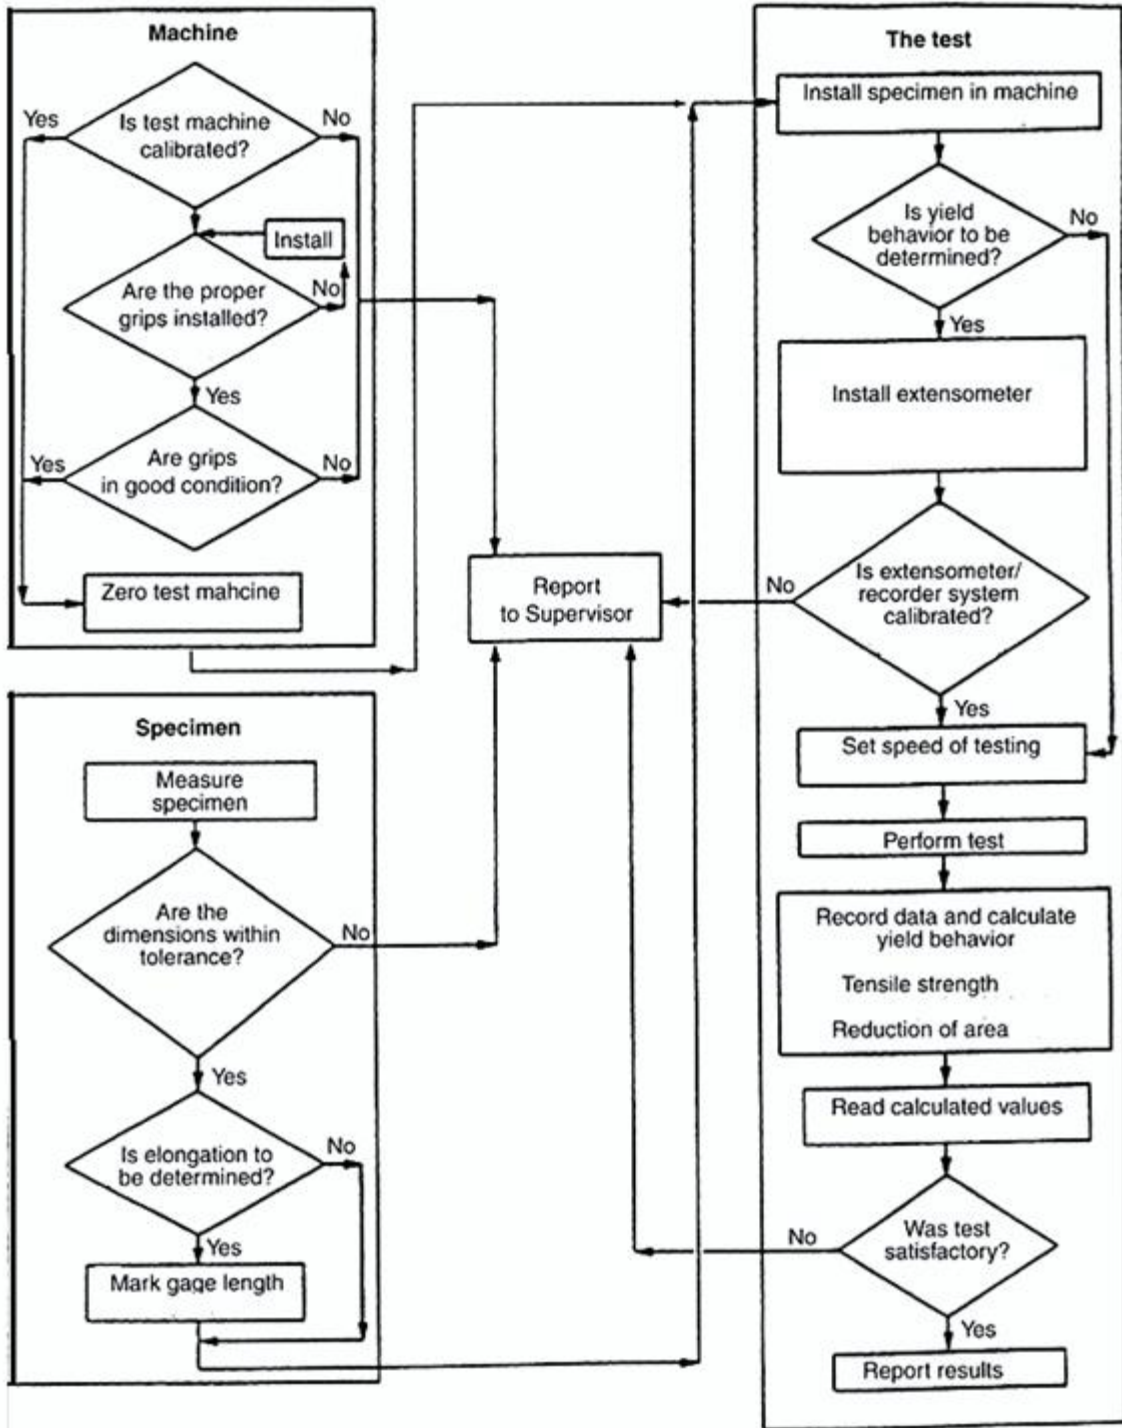 Machine
Is test machine
calibrated?
Yes
No
Install
Are the proper
grips installed?
No
Yes
Are grips
in good condition?
Yes
No
Zero test mahcine
Specimen
Measure
specimen
Are the
dimensions within
tolerance?
No
Yes
Is elongation to
be determined?
No
Yes
Mark gage length
Report
to Supervisor
The test
Install specimen in machine
Is yield
behavior to be
determined?
No
Yes
Install extensometer
Is extensometer/
recorder system
calibrated?
No
Yes
Set speed of testing
Perform test
Record data and calculate
yield behavior
Tensile strength
Reduction of area
Read calculated values
Was test
satisfactory?
No
Yes
Report results